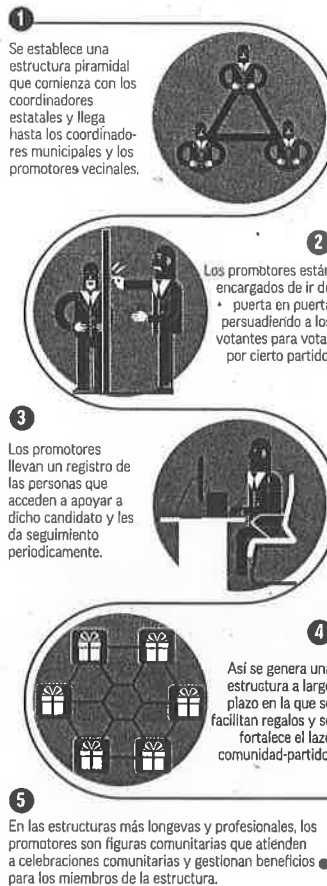 1
Se establece una
estructura piramidal
que comienza con los
coordinadores
estatales y llega
hasta los coordinado-
res municipales y los
promotores vecinales.
2
Los promotores están
encargados de ir de
puerta en puerta
persuadiendo a los
votantes para votar
por cierto partido
3
Los promotores
llevan un registro de
las personas que
acceden a apoyar a
dicho candidato y les
da seguimiento
periodicamente.
4
Así se genera una
estructura a largo
plazo en la que se
facilitan regalos y se
fortalece el lazo
comunidad-partido
5
En las estructuras más longevas y profesionales, los
promotores son figuras comunitarias que atienden
a celebraciones comunitarias y gestionan beneficios
para los miembros de la estructura.